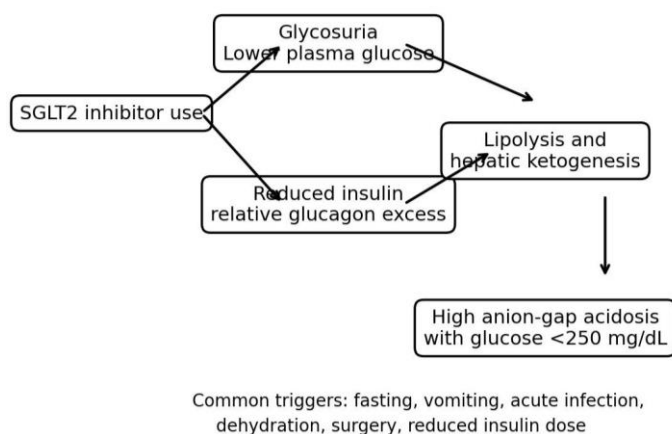 Glycosuria
Lower plasma glucose
SGLT2 inhibitor use
Lipolysis and
hepatic ketogenesis
Reduced insulin
relative glucagon excess
High anion-gap acidosis
with glucose <250 mg/dL
Common triggers: fasting, vomiting, acute infection,
dehydration, surgery, reduced insulin dose